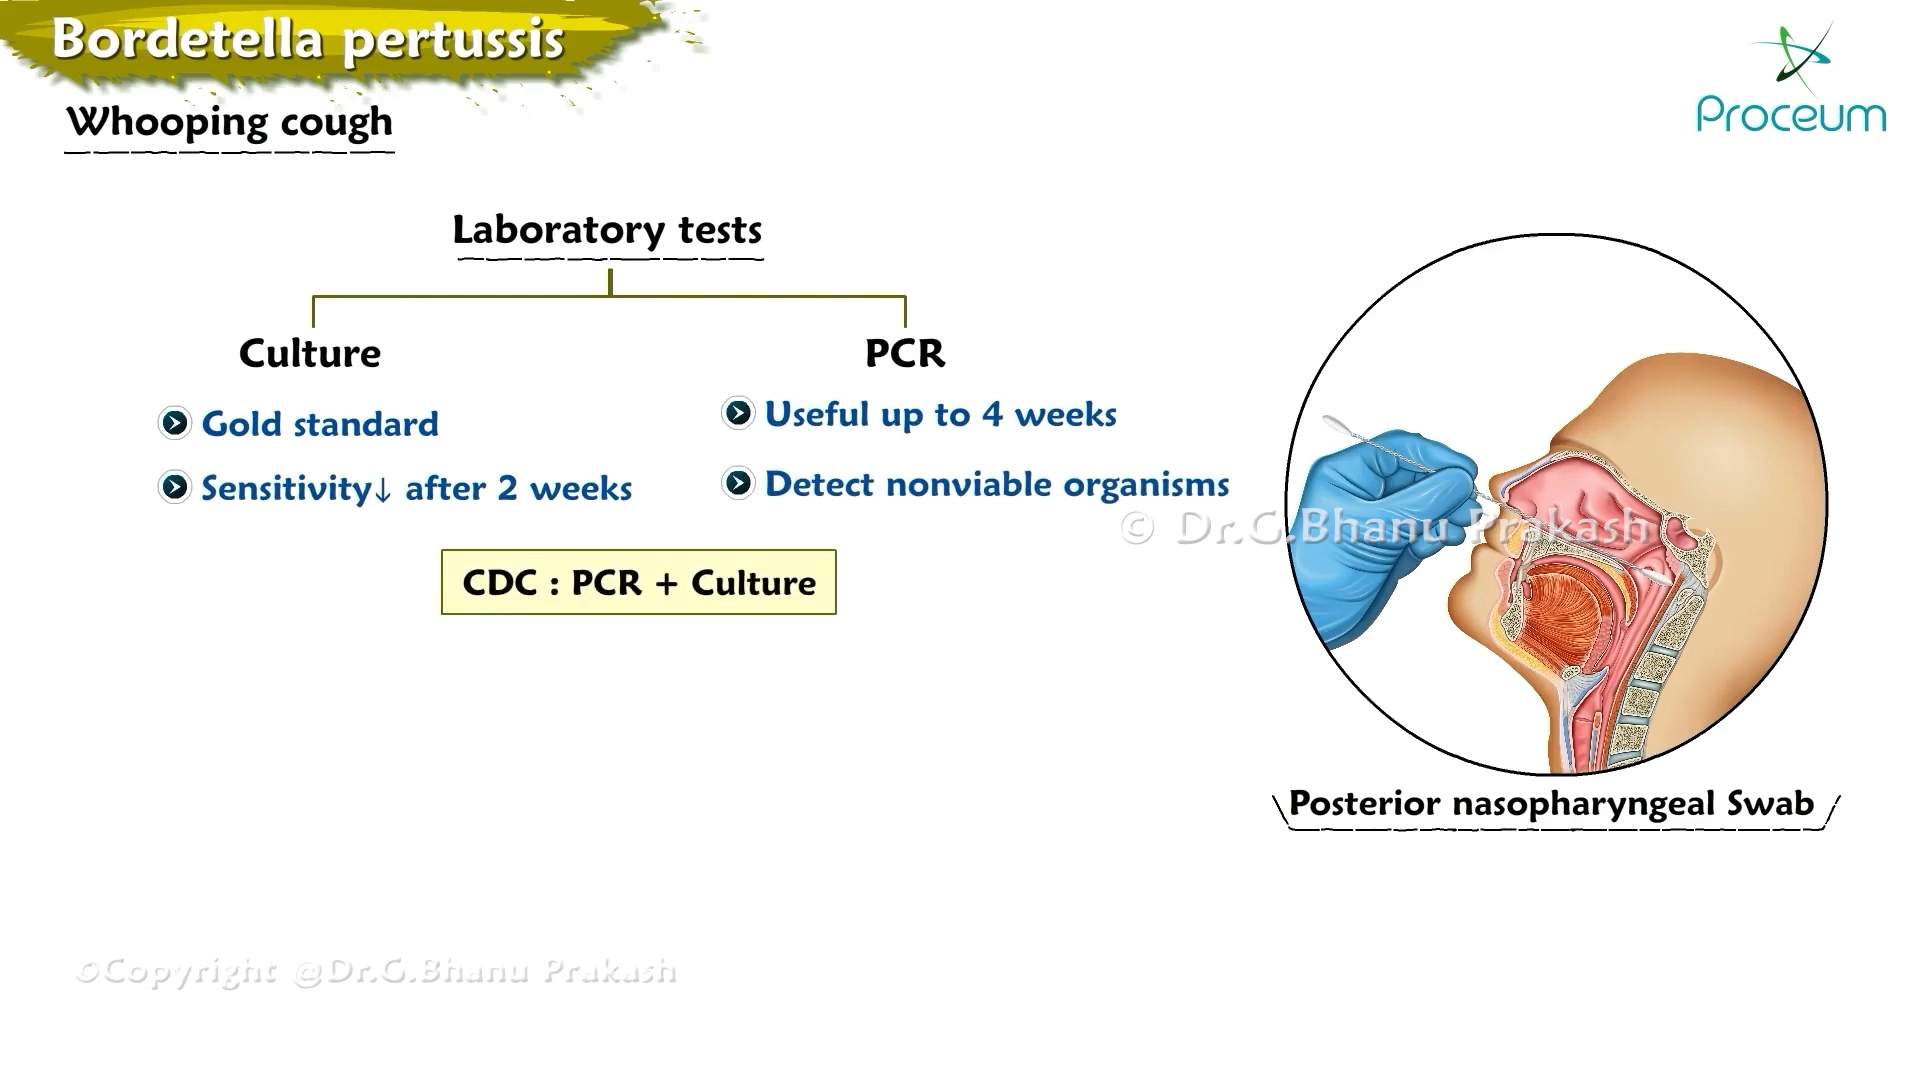 Bordetella pertussis
Proceum
Whooping cough
Laboratory tests
Culture
PCR
Gold standard
Sensitivity↓ after 2 weeks
Useful up to 4 weeks
Detect nonviable organisms
© Dr.G.Bhanu Prakash
CDC : PCR + Culture
Posterior nasopharyngeal Swab
©Copyright @Dr.G.Bhanu Prakash